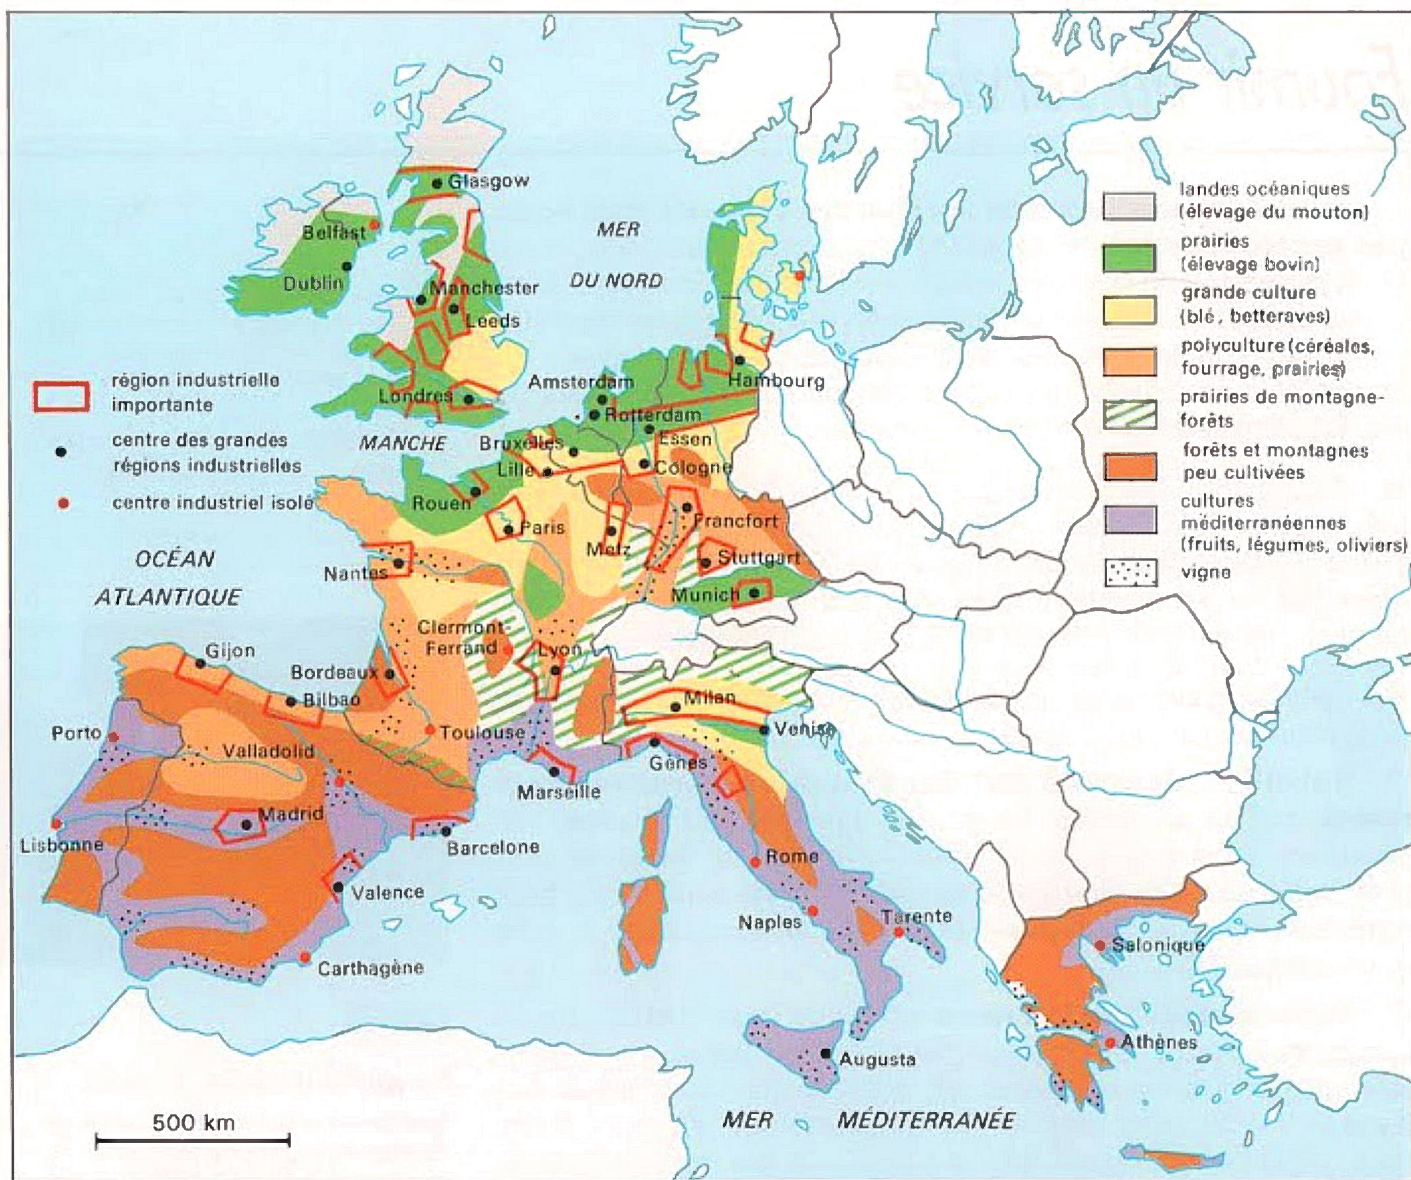 MER
DU NORD
MANCHE
OCÉAN
ATLANTIQUE
MER MÉDITERRANÉE
Glasgow
Belfast
Dublin
Manchester
Leeds
Londres
Amsterdam
Rotterdam
Hambourg
Bruxelles
Essen
Lille
Cologne
Rouen
Paris
Metz
Francfort
Stuttgart
Nantes
Munich
Clermont
Ferrand
Lyon
Gijon
Bordeaux
Bilbao
Milan
Porto
Toulouse
Venise
Valladolid
Gênes
Marseille
Madrid
Lisbonne
Barcelone
Rome
Valence
Naples
Tarente
Salonique
Carthagène
Athènes
Augusta
région industrielle
importante
centre des grandes
régions industrielles
centre industriel isolé
landes océaniques
(élevage du mouton)
prairies
(élevage bovin)
grande culture
(blé, betteraves)
polyculture (céréales,
fourrage, prairies)
prairies de montagne-
forêts
forêts et montagnes
peu cultivées
cultures
méditerranéennes
(fruits, légumes, oliviers)
vigne
500 km